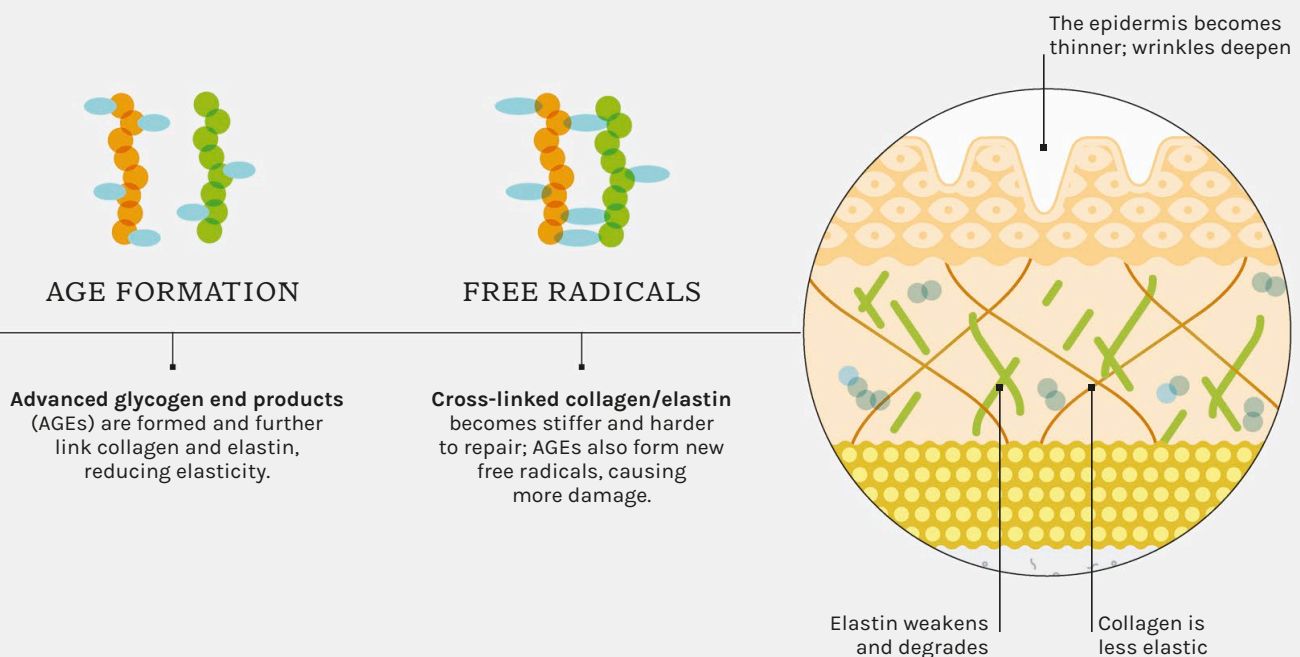 The epidermis becomes
thinner; wrinkles deepen
AGE FORMATION
Advanced glycogen end products
(AGEs) are formed and further
link collagen and elastin,
reducing elasticity.
FREE RADICALS
Cross-linked collagen/elastin
becomes stiffer and harder
to repair; AGEs also form new
free radicals, causing
more damage.
Elastin weakens
and degrades
Collagen is
less elastic